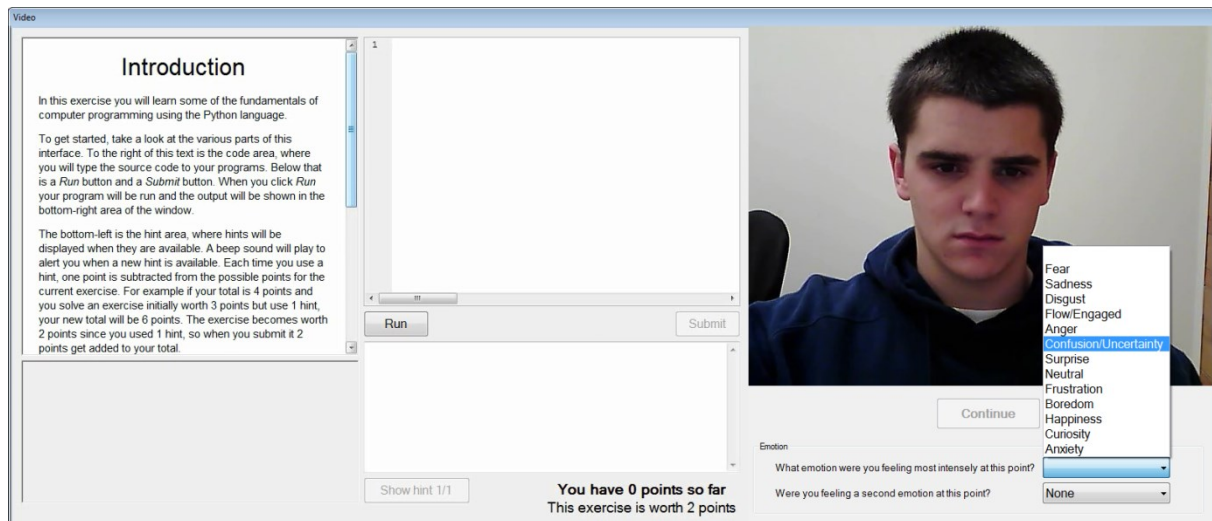 Video
Introduction
In this exercise you will learn some of the fundamentals of
computer programming using the Python language.
To get started, take a look at the various parts of this
interface. To the right of this text is the code area, where
you will type the source code to your programs. Below that
is a Run button and a Submit button. When you click Run
your program will be run and the output will be shown in the
bottom-right area of the window.
The bottom-left is the hint area, where hints will be
displayed when they are available. A beep sound will play to
alert you when a new hint is available. Each time you use a
hint, one point is subtracted from the possible points for the
current exercise. For example if your total is 4 points and
you solve an exercise initially worth 3 points but use 1 hint,
your new total will be 6 points. The exercise becomes worth
2 points since you used 1 hint, so when you submit it 2
points get added to your total.
1
Run
Submit
Show hint 1/1
You have 0 points so far
This exercise is worth 2 points
Fear
Sadness
Disgust
Flow/Engaged
Anger
Confusion/Uncertainty
Surprise
Neutral
Frustration
Boredom
Happiness
Curiosity
Anxiety
Continue
Emotion
What emotion were you feeling most intensely at this point?
Were you feeling a second emotion at this point?
None